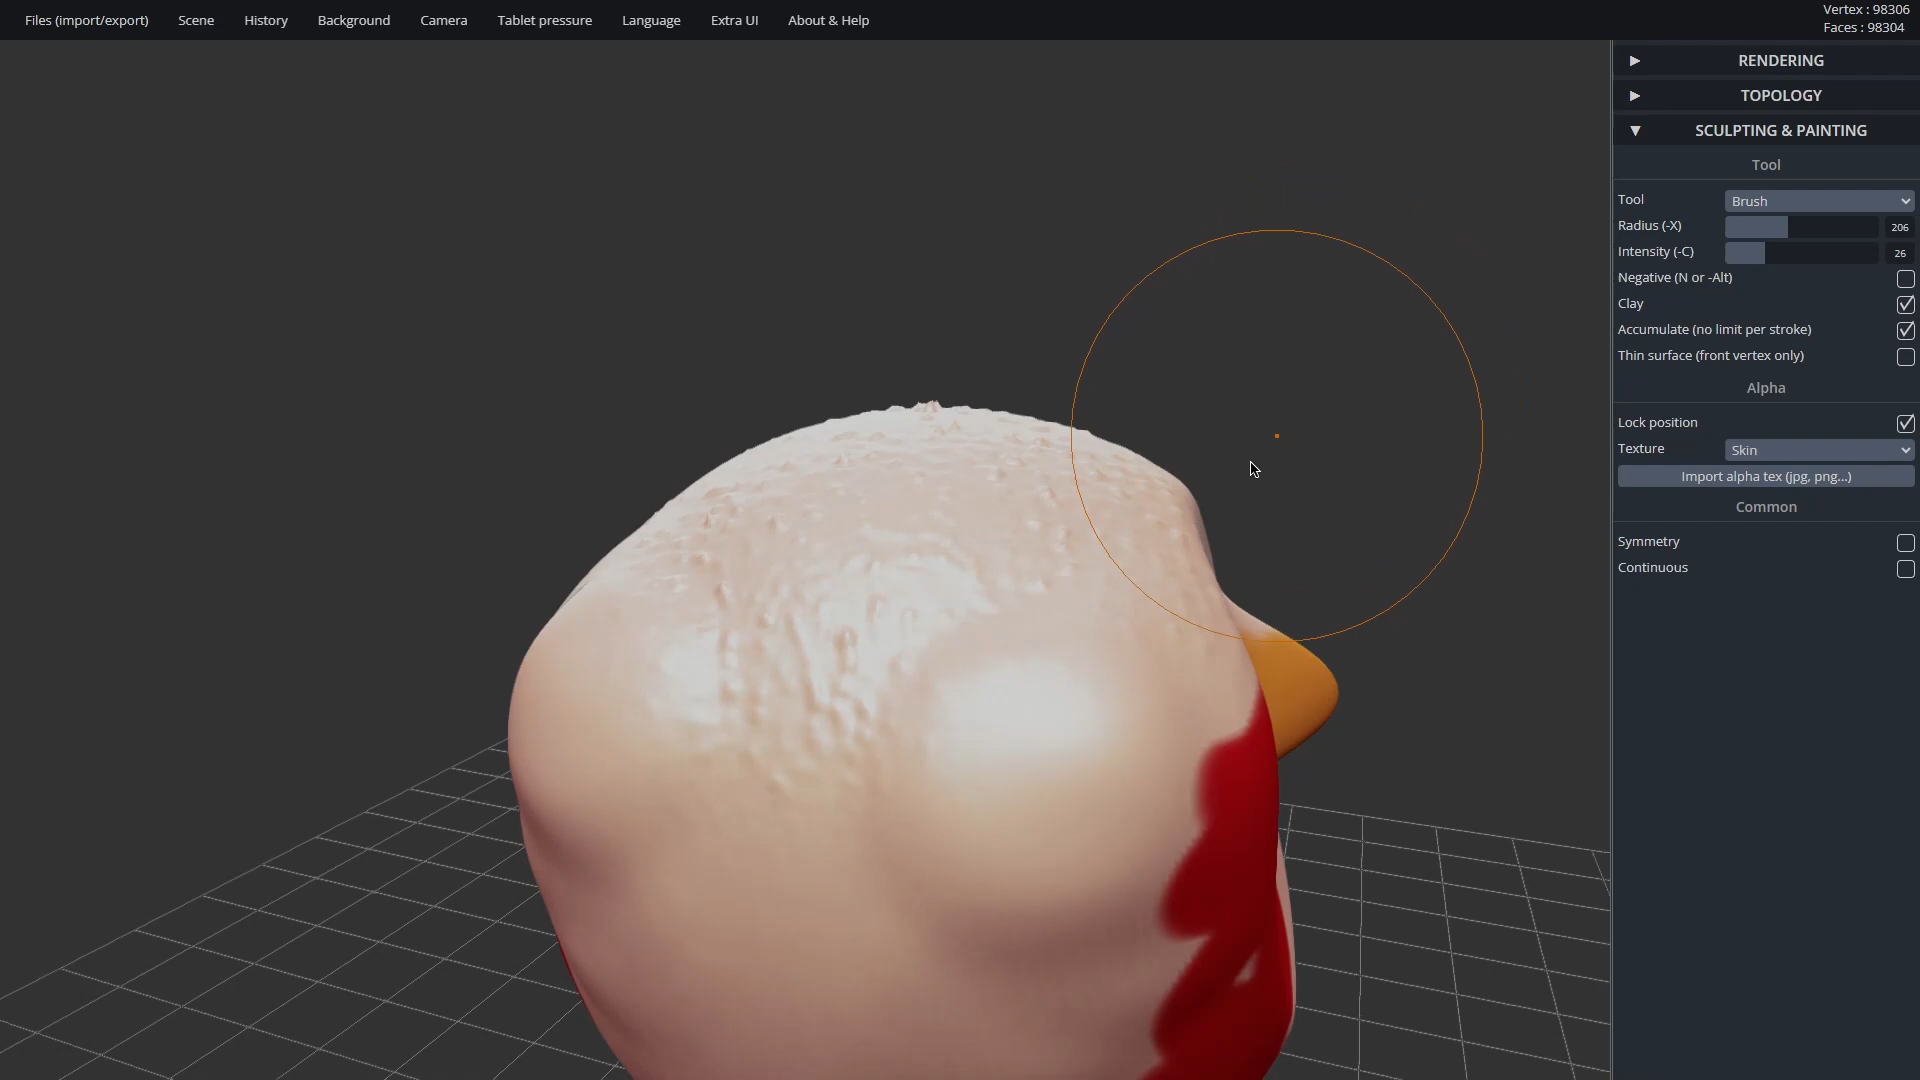 Files (import/export) Scene History Background Camera Tablet pressure Language Extra UI About & Help
Vertex : 98306
Faces : 98304
RENDERING
TOPOLOGY
SCULPTING & PAINTING
Tool
Tool Brush
Radius (-X) 206
Intensity (-C) 26
Negative (N or -Alt)
Clay
Accumulate (no limit per stroke)
Thin surface (front vertex only)
Alpha
Lock position
Texture Skin
Import alpha tex (jpg, png...)
Common
Symmetry
Continuous